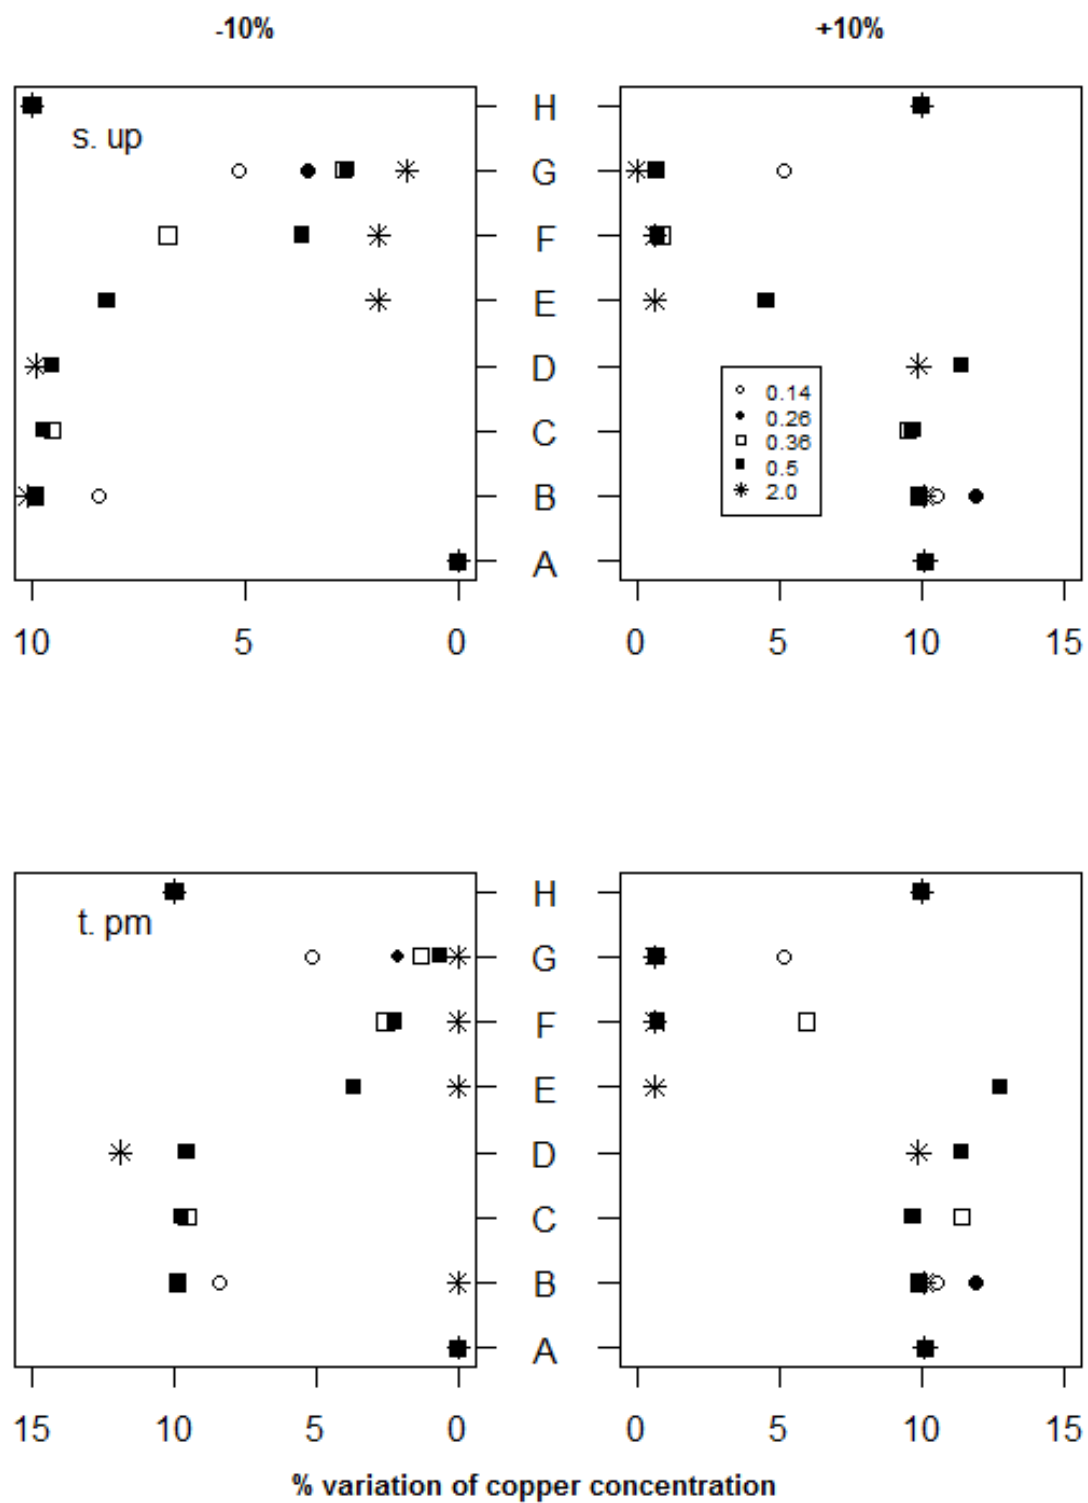 -10%
+10%
s. up
H
G
F
E
D
C
B
A
0.14
0.26
0.36
0.5
2.0
10 5 0
0 5 10 15
t. pm
H
G
F
E
D
C
B
A
15 10 5 0
0 5 10 15
% variation of copper concentration